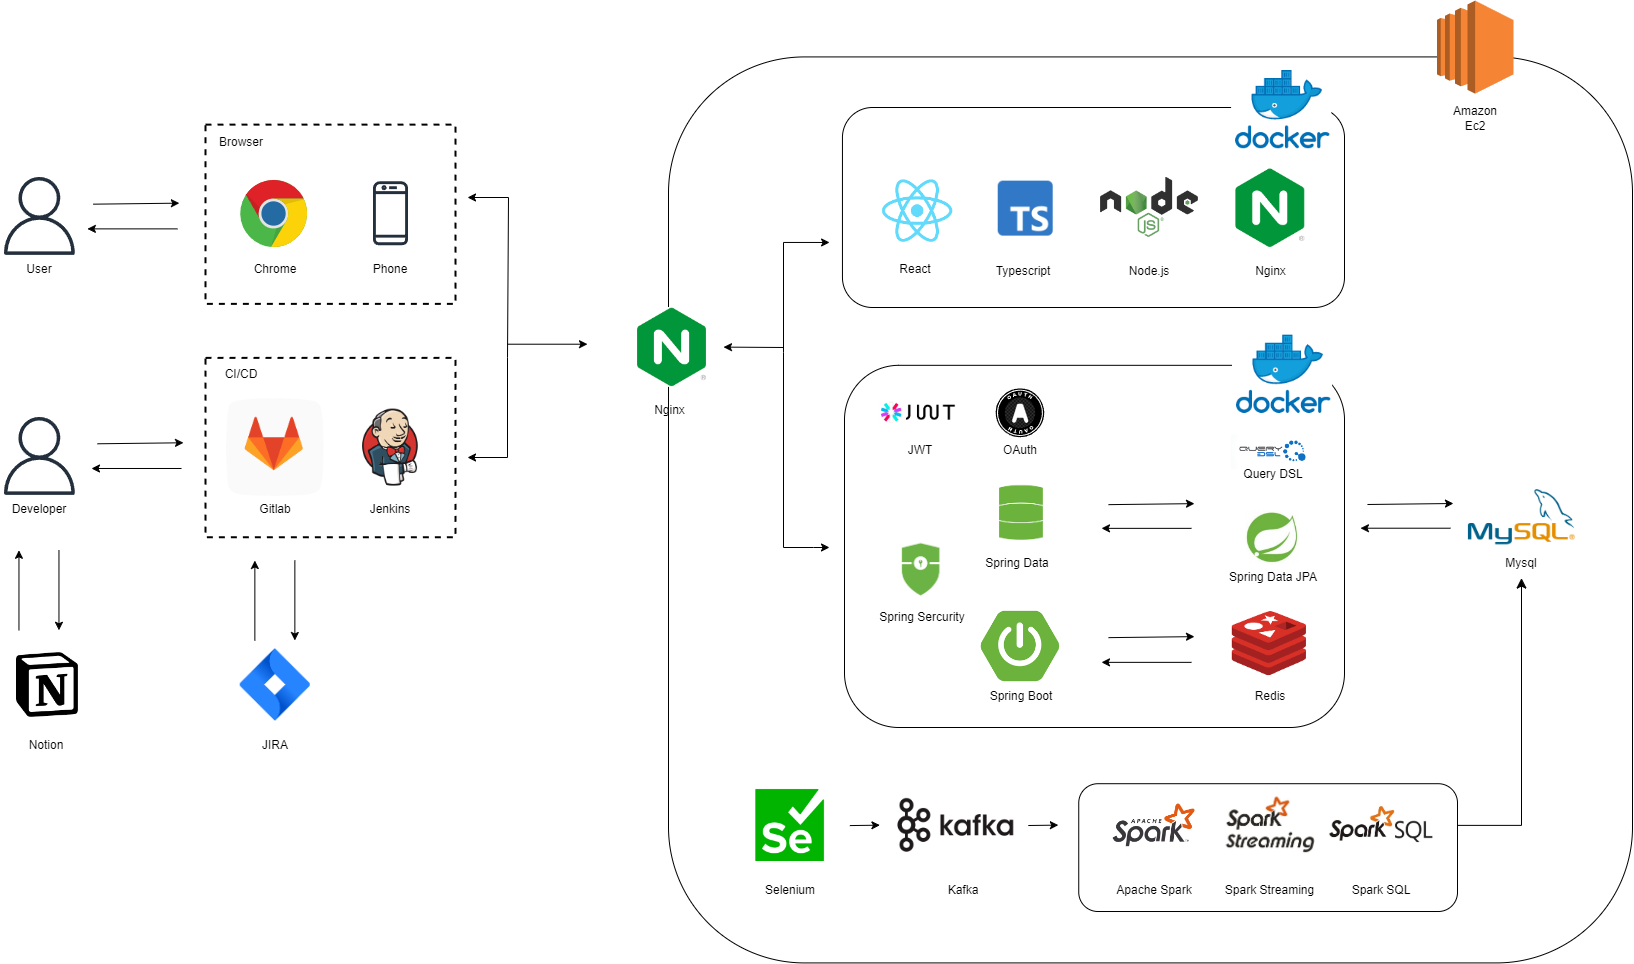 Amazon
Ec2
docker
Browser
Chrome
Phone
User
React
TS
Typescript
node
JS
Node.js
N
Nginx
CI/CD
Gitlab
Jenkins
Developer
N
Nginx
docker
JWT
JWT
OAUTH
A
OAUTH
OAuth
QUERY
DSL
Query DSL
Spring Data
Spring Data JPA
Spring Sercurity
Spring Boot
Redis
MySQL
Mysql
N
Notion
JIRA
Se
Selenium
kafka
Kafka
APACHE
Spark
Apache Spark
Spark
Streaming
Spark Streaming
Spark SQL
Spark SQL